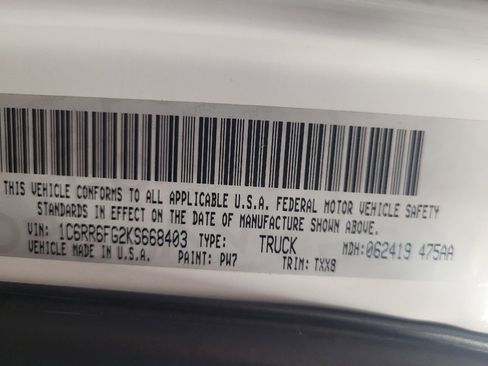 THIS VEHICLE CONFORMS TO ALL APPLICABLE U.S.A. FEDERAL MOTOR VEHICLE SAFETY
STANDARDS IN EFFECT ON THE DATE OF MANUFACTURE SHOWN ABOVE.
VIN: 1C6RR6FG2KS668403 TYPE: TRUCK MDH:062419 475AA
VEHICLE MADE IN U.S.A. PAINT: PW7 TRIM: TXX8